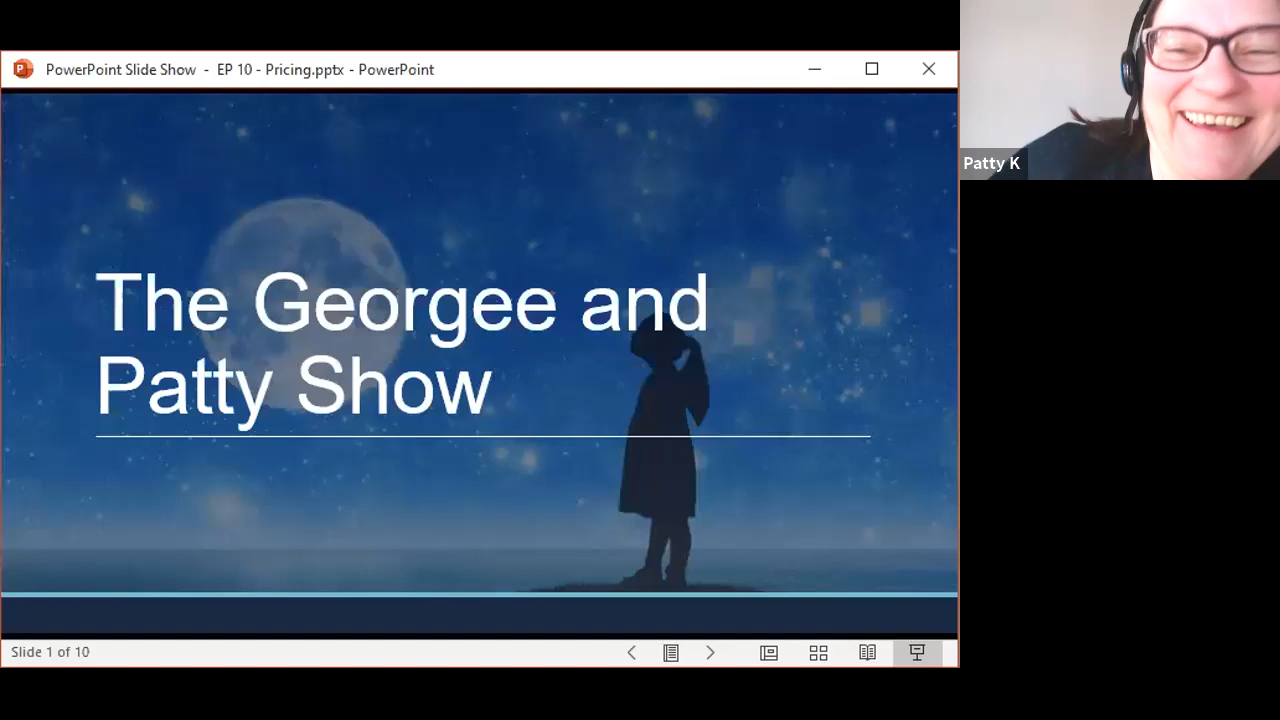 PowerPoint Slide Show - EP 10 - Pricing.pptx - PowerPoint
Patty K
The Georgee and
Patty Show
Slide 1 of 10